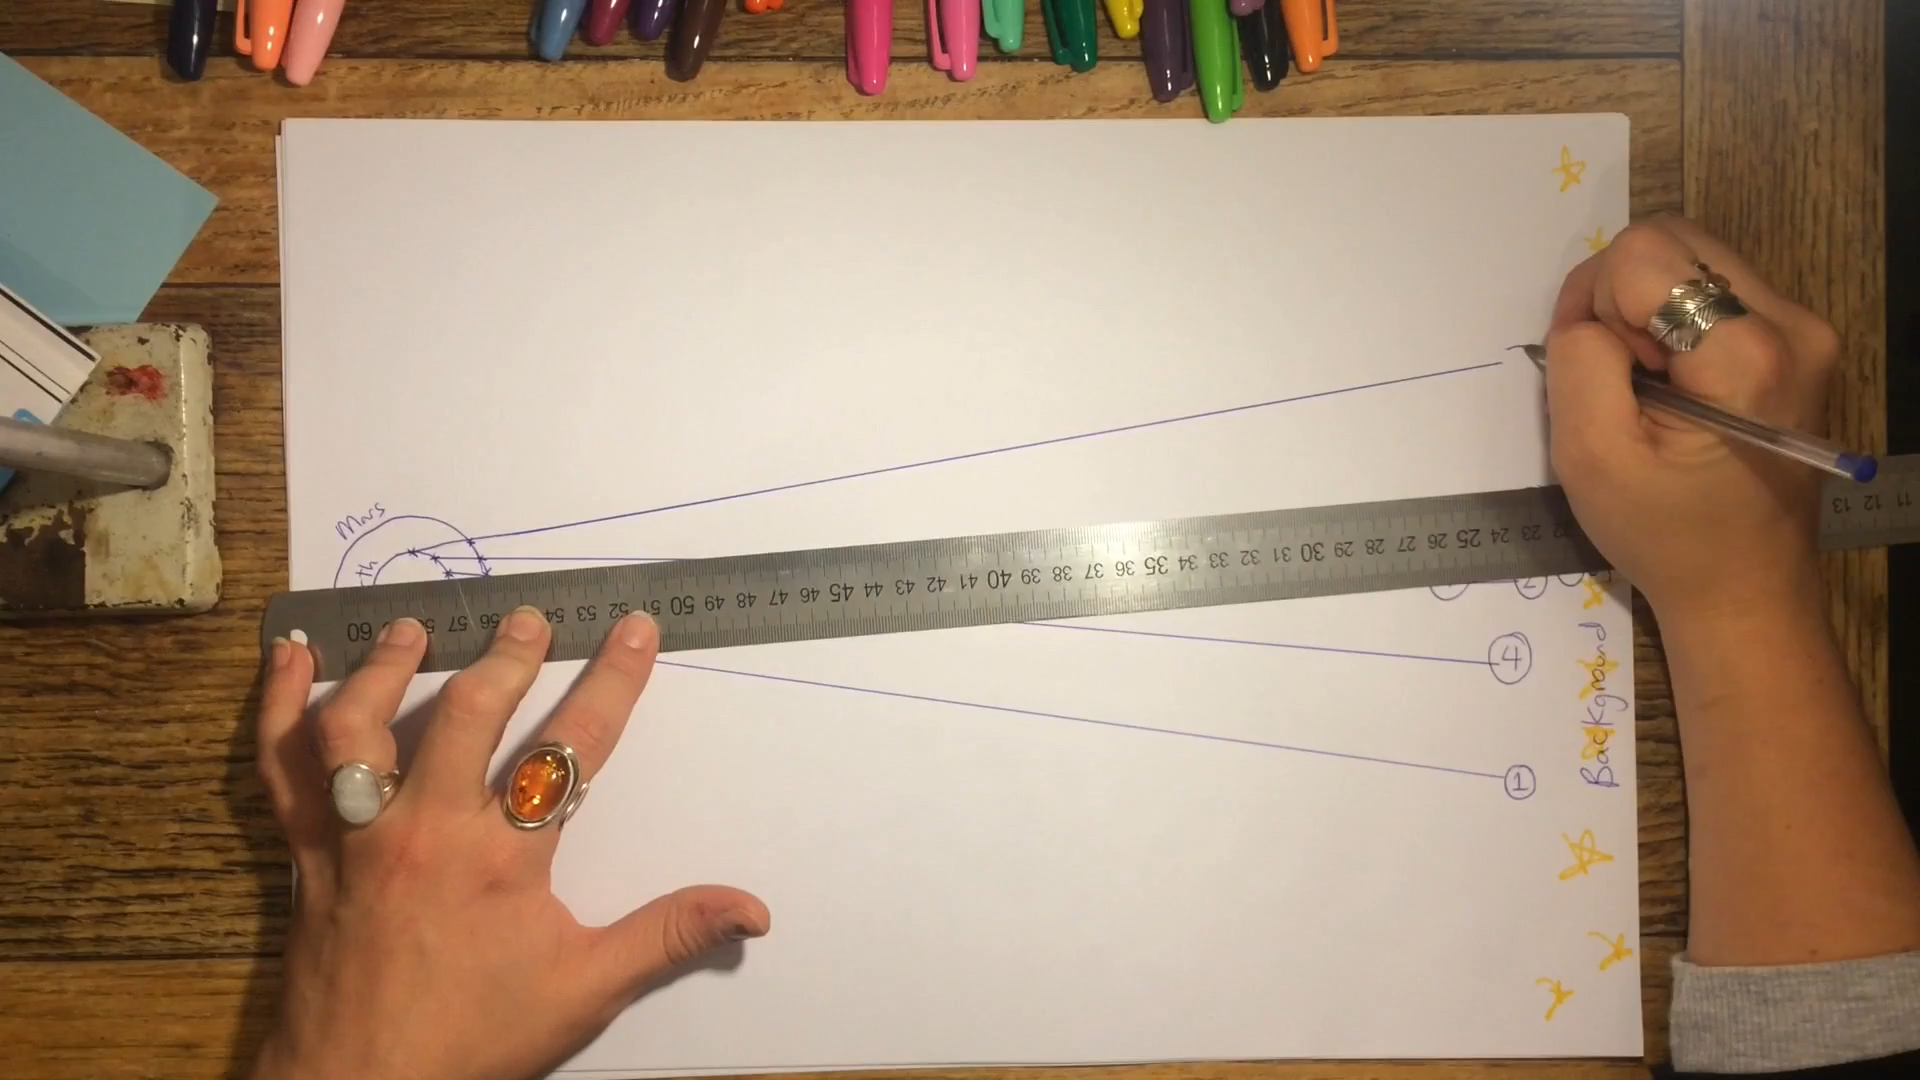 Mars
th
60 57 56 54 53 52 51 50 49 48 47 46 45 44 43 42 41 40 39 38 37 36 35 34 33 32 31 30 29 28 27 26 25 24 23 22
13 12 11
2
4
1
Background